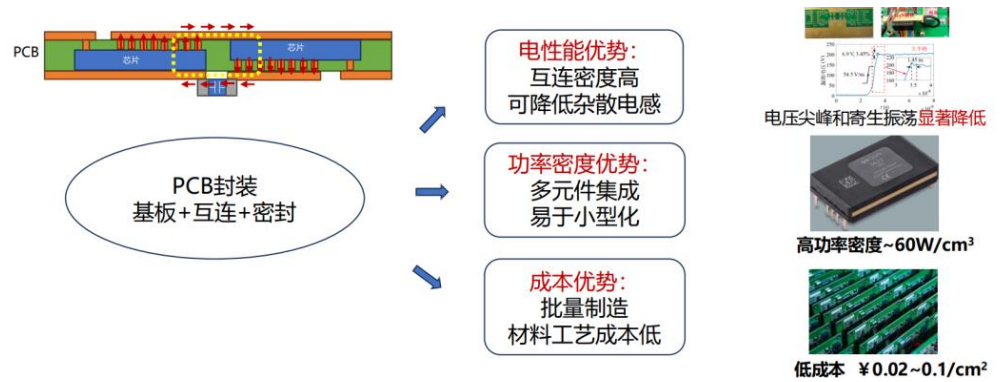 PCB
芯片
芯片
PCB封装
基板+互连+密封
电性能优势：
互连密度高
可降低杂散电感
功率密度优势：
多元件集成
易于小型化
成本优势：
批量制造
材料工艺成本低
电压尖峰和寄生振荡显著降低
高功率密度~60W/cm³
低成本 ￥0.02~0.1/cm²